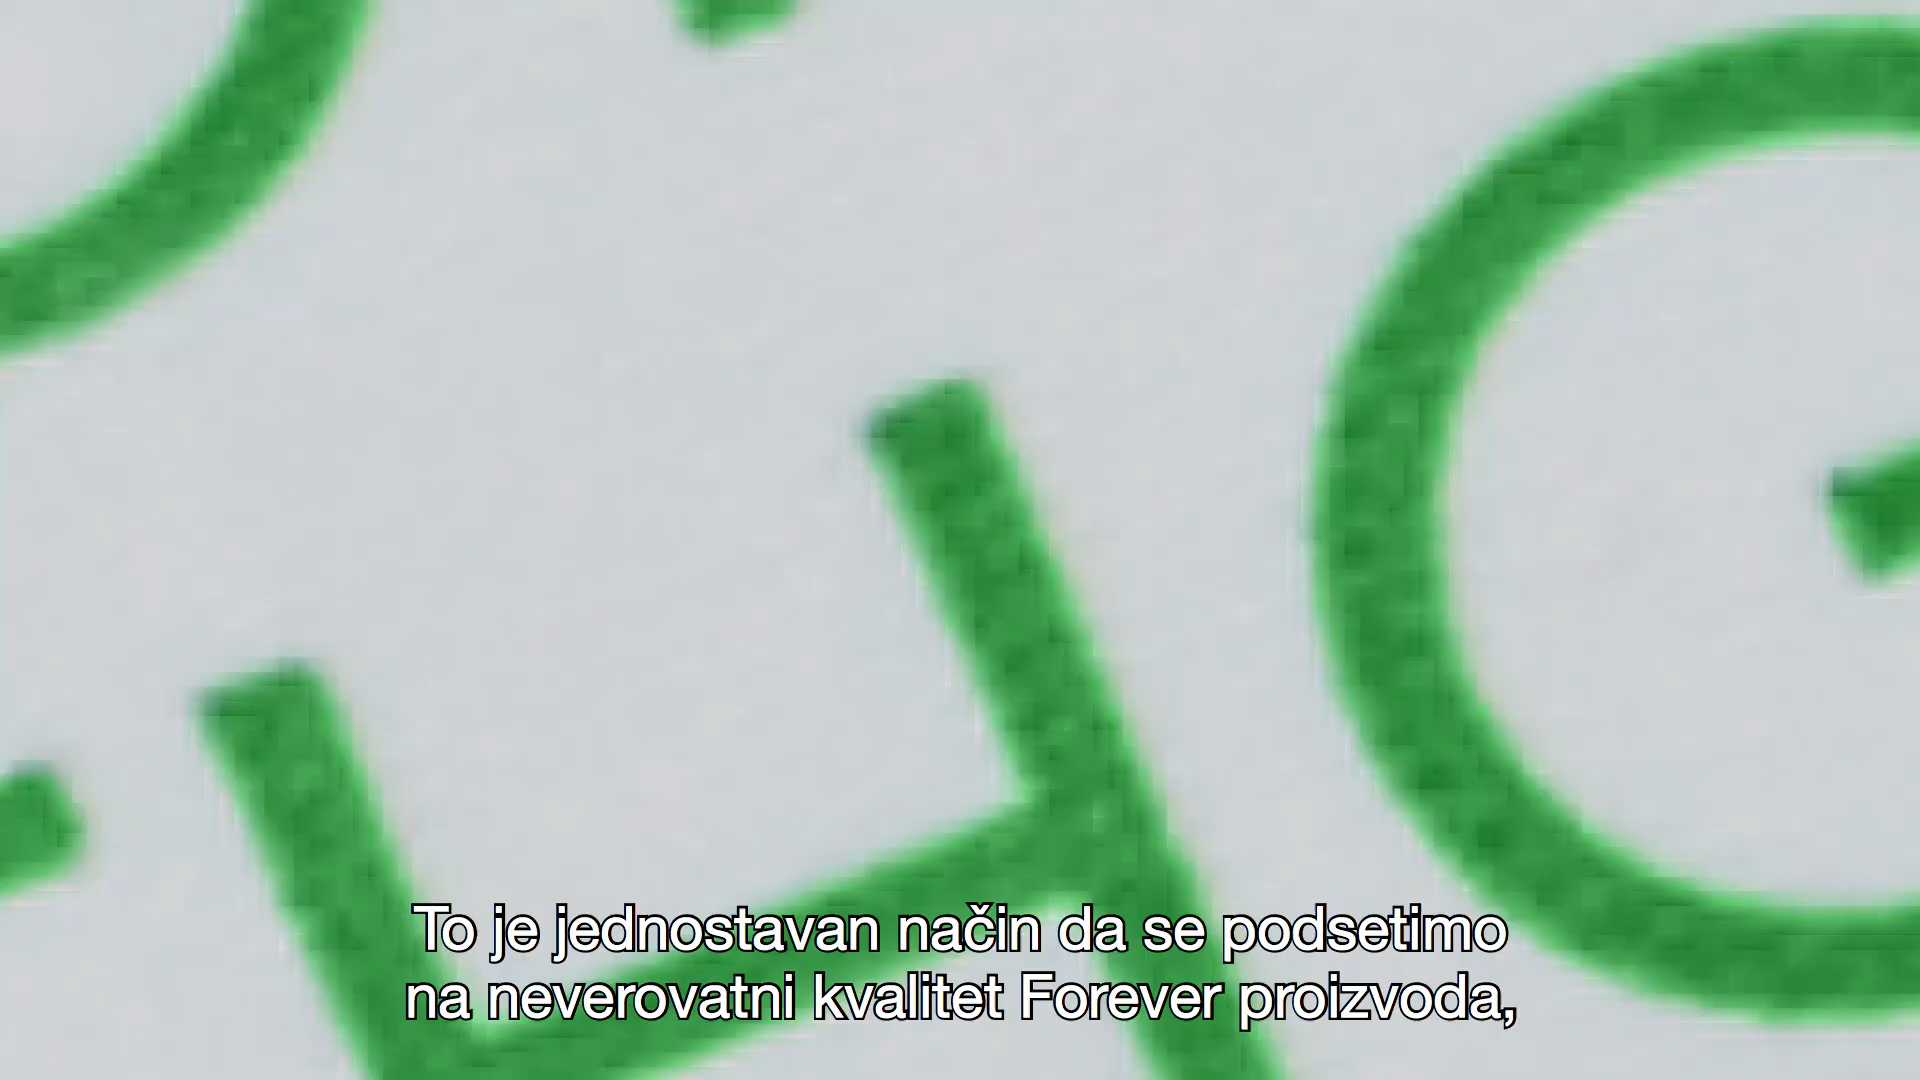 To je jednostavan način da se podsetimo
na neverovatni kvalitet Forever proizvoda,